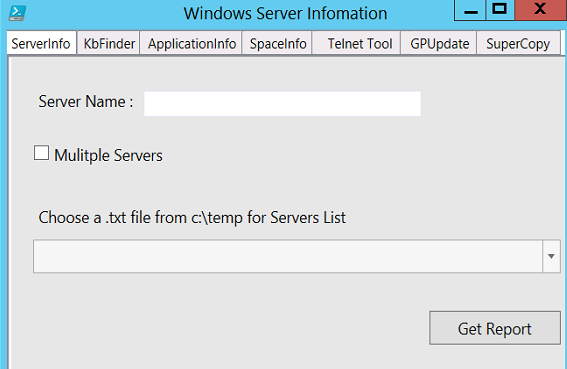 Windows Server Infomation
ServerInfo KbFinder ApplicationInfo SpaceInfo Telnet Tool GPUpdate SuperCopy
Server Name :
Mulitple Servers
Choose a .txt file from c:\temp for Servers List
Get Report